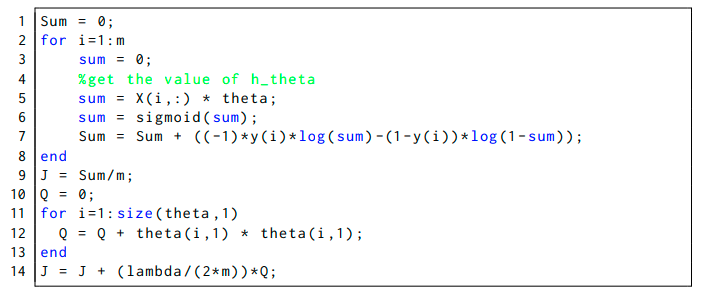 1 Sum = 0;
2 for i=1:m
3     sum = 0;
4     %get the value of h_theta
5     sum = X(i,:) * theta;
6     sum = sigmoid(sum);
7     Sum = Sum + ((-1)*y(i)*log(sum)-(1-y(i))*log(1-sum));
8 end
9 J = Sum/m;
10 Q = 0;
11 for i=1:size(theta,1)
12   Q = Q + theta(i,1) * theta(i,1);
13 end
14 J = J + (lambda/(2*m))*Q;